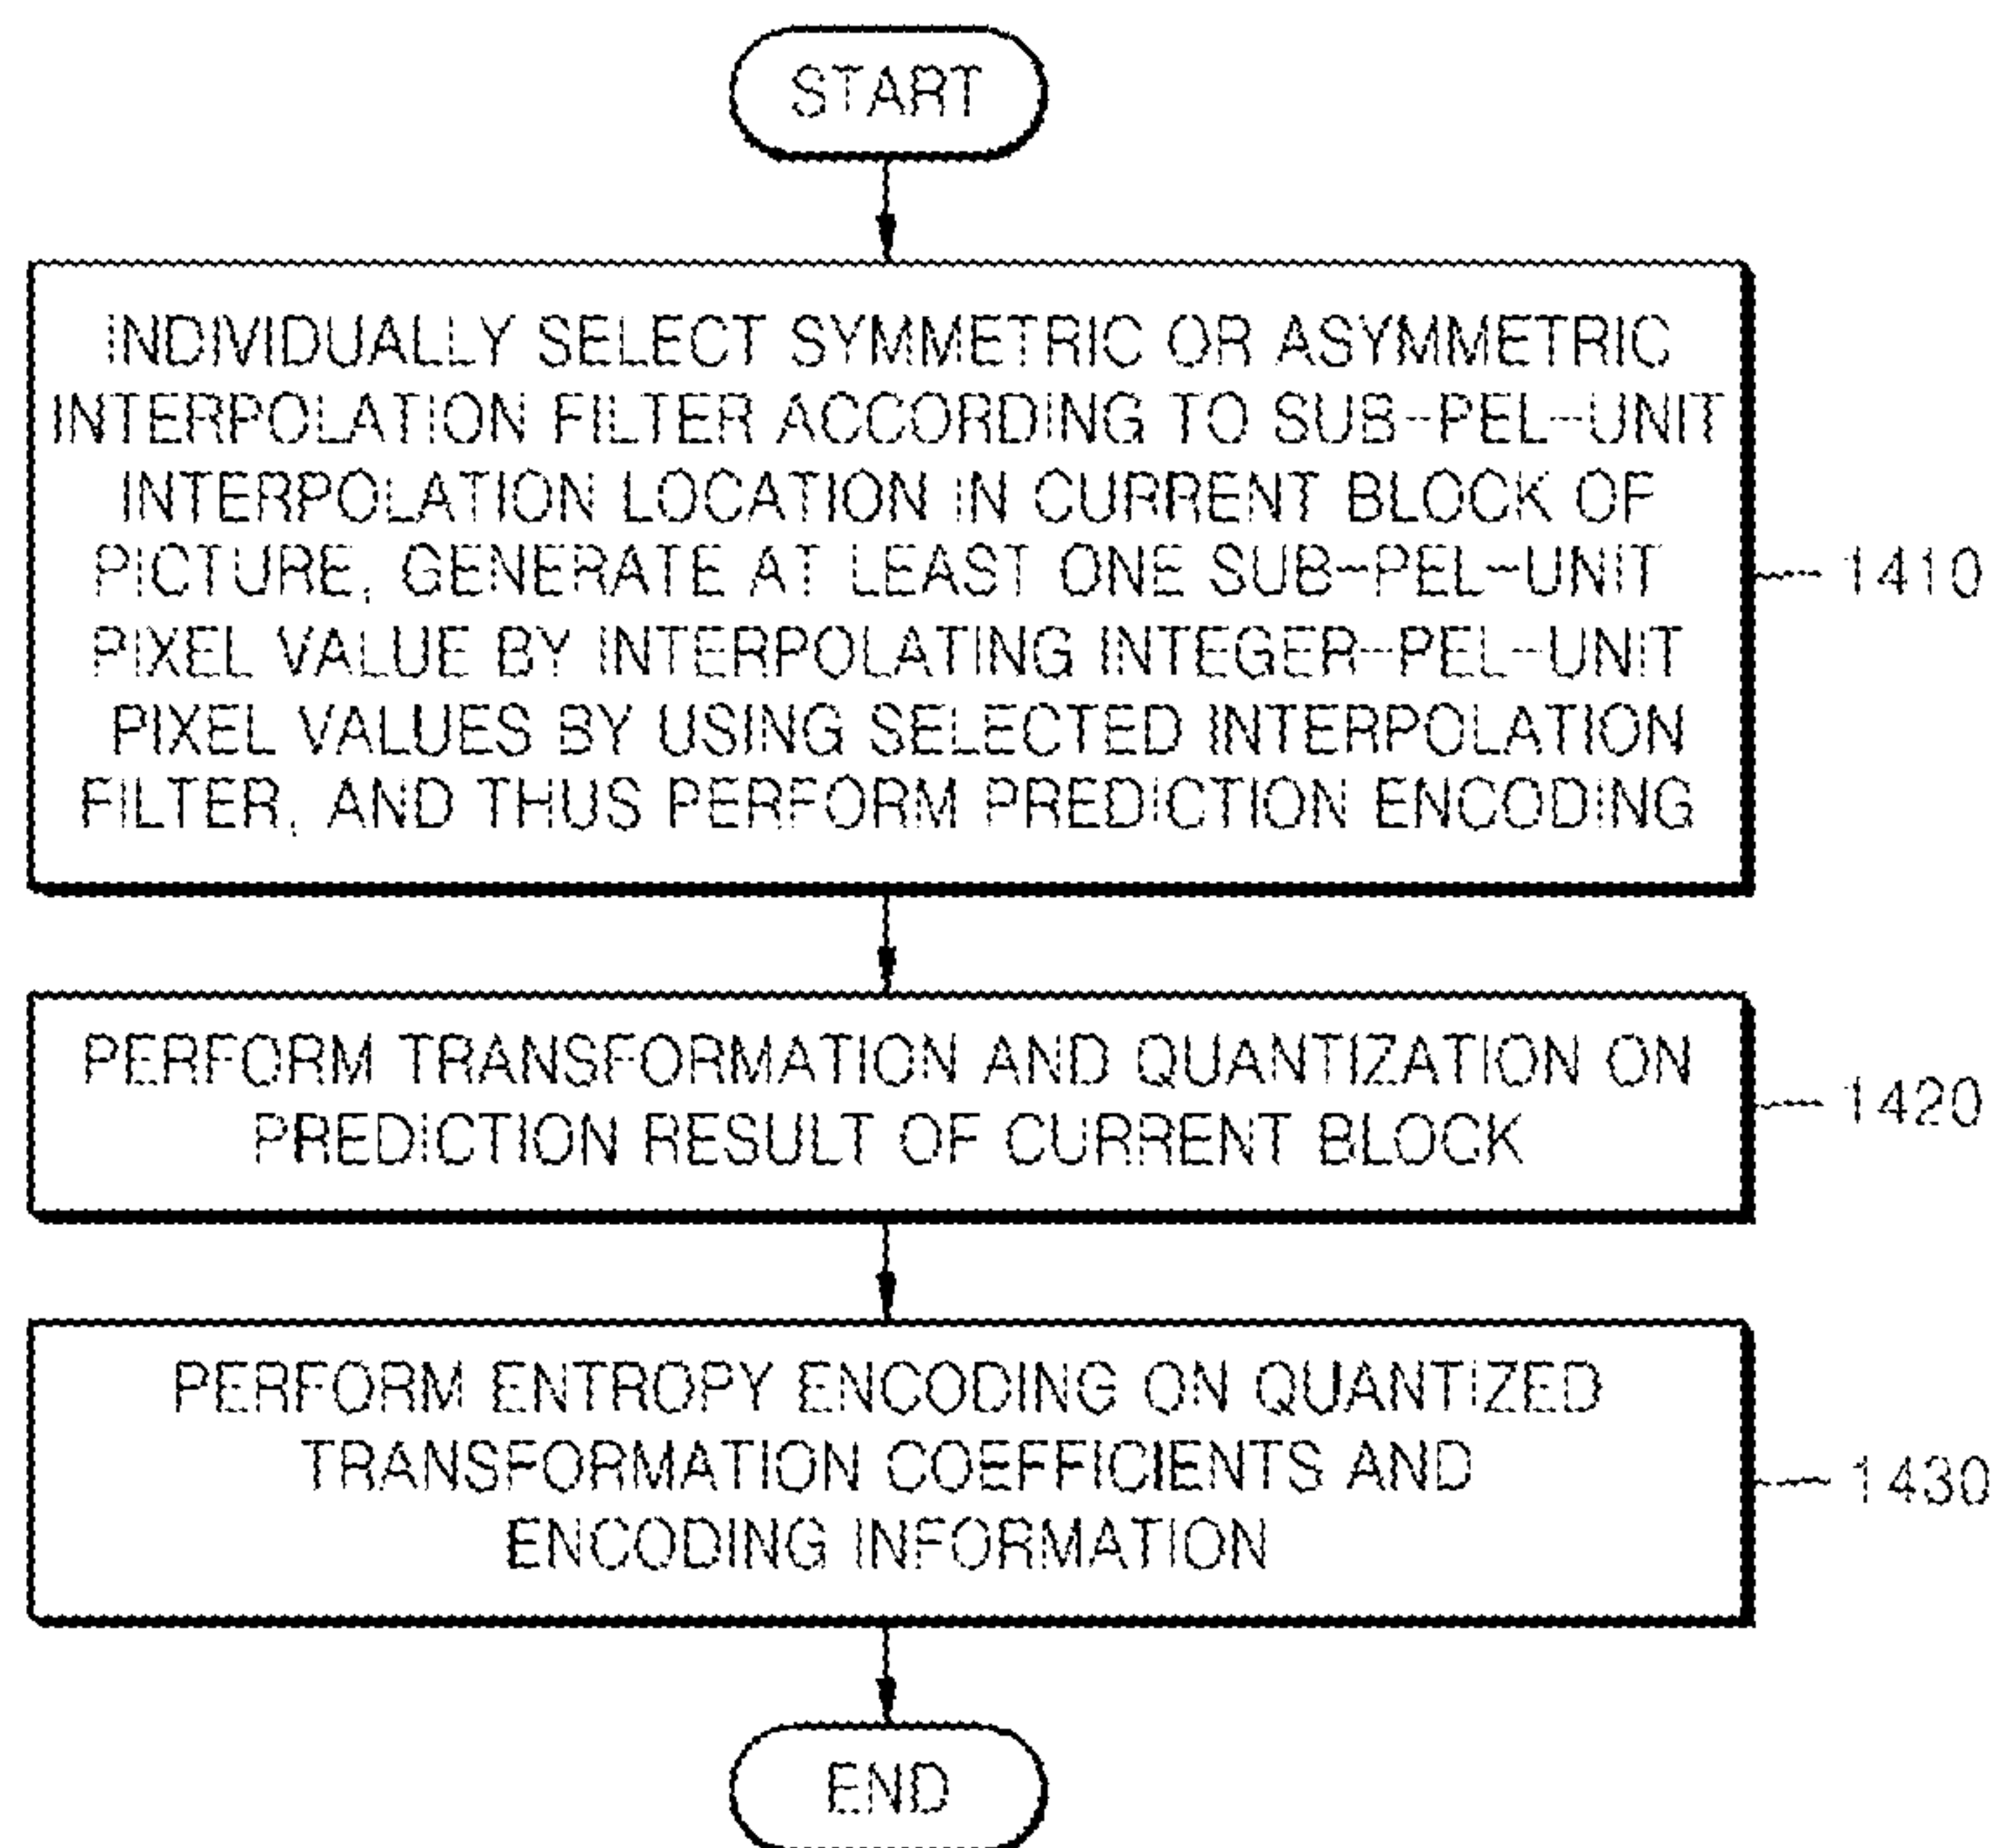 START
INDIVIDUALLY SELECT SYMMETRIC OR ASYMMETRIC
INTERPOLATION FILTER ACCORDING TO SUB-PEL-UNIT
INTERPOLATION LOCATION IN CURRENT BLOCK OF
PICTURE, GENERATE AT LEAST ONE SUB-PEL-UNIT
PIXEL VALUE BY INTERPOLATING INTEGER-PEL-UNIT
PIXEL VALUES BY USING SELECTED INTERPOLATION
FILTER, AND THUS PERFORM PREDICTION ENCODING
1410
PERFORM TRANSFORMATION AND QUANTIZATION ON
PREDICTION RESULT OF CURRENT BLOCK
1420
PERFORM ENTROPY ENCODING ON QUANTIZED
TRANSFORMATION COEFFICIENTS AND
ENCODING INFORMATION
1430
END